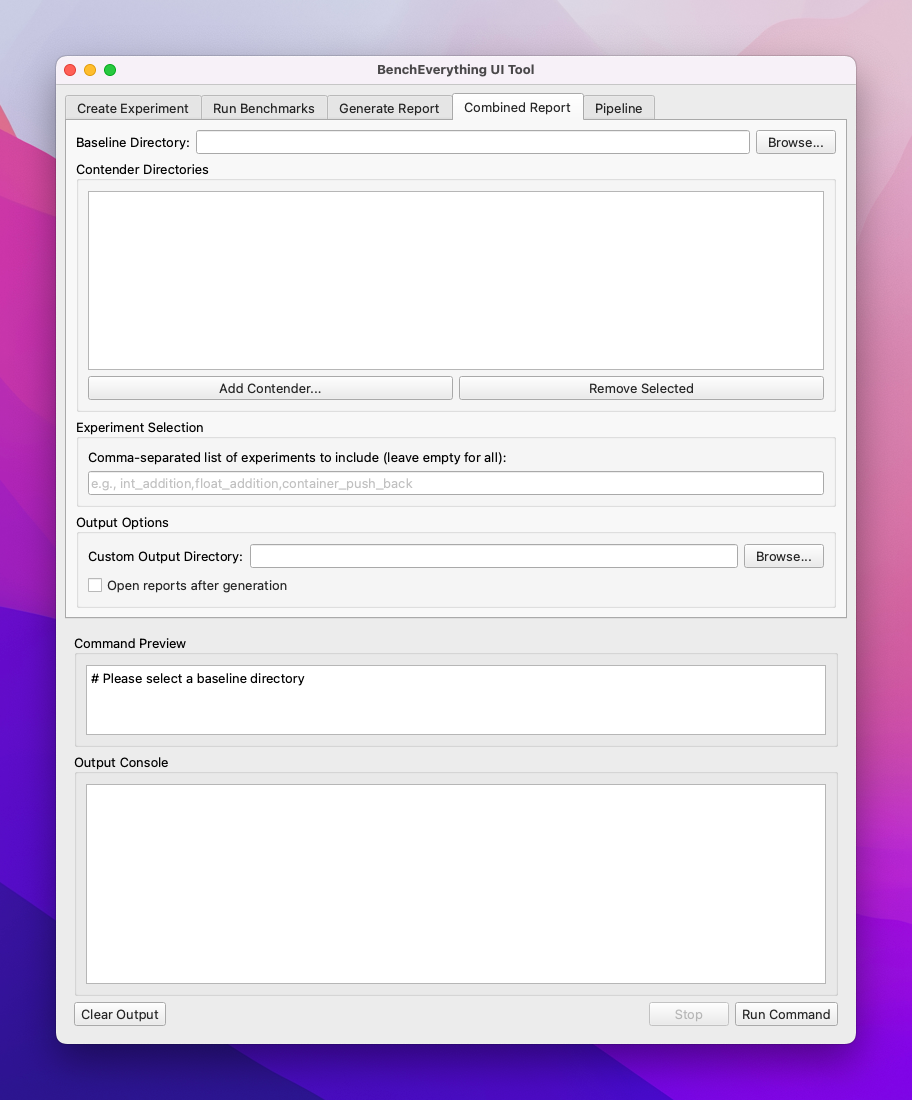 BenchEverything UI Tool
Create Experiment Run Benchmarks Generate Report Combined Report Pipeline
Baseline Directory: Browse...
Contender Directories
Add Contender... Remove Selected
Experiment Selection
Comma-separated list of experiments to include (leave empty for all):
e.g., int_addition,float_addition,container_push_back
Output Options
Custom Output Directory: Browse...
Open reports after generation
Command Preview
# Please select a baseline directory
Output Console
Clear Output Stop Run Command